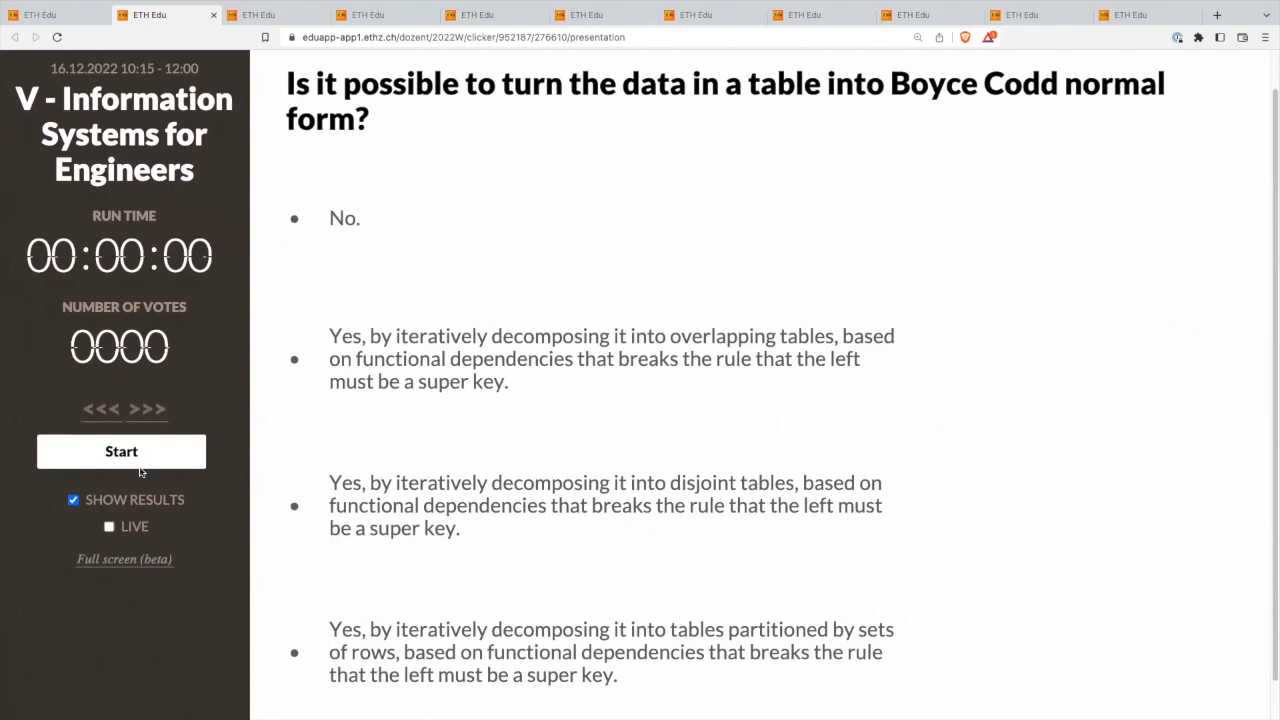 ETH Edu ETH Edu ETH Edu ETH Edu ETH Edu ETH Edu ETH Edu ETH Edu ETH Edu ETH Edu ETH Edu
eduapp-app1.ethz.ch/dozent/2022W/clicker/952187/276610/presentation
16.12.2022 10:15 - 12:00
V - Information
Systems for
Engineers
RUN TIME
00:00:00
NUMBER OF VOTES
0000
<<< >>>
Start
SHOW RESULTS
LIVE
Full screen (beta)
Is it possible to turn the data in a table into Boyce Codd normal
form?
• No.
Yes, by iteratively decomposing it into overlapping tables, based
• on functional dependencies that breaks the rule that the left
must be a super key.
Yes, by iteratively decomposing it into disjoint tables, based on
• functional dependencies that breaks the rule that the left must
be a super key.
Yes, by iteratively decomposing it into tables partitioned by sets
• of rows, based on functional dependencies that breaks the rule
that the left must be a super key.